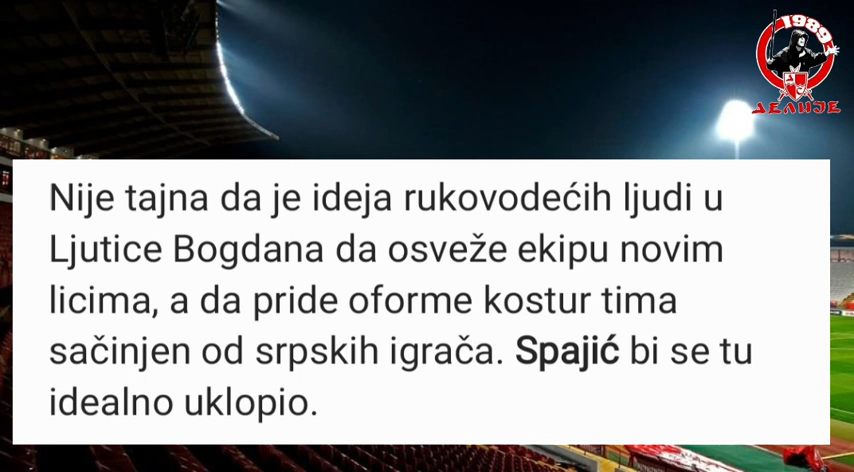 1989
ДЕЛИЈЕ
Nije tajna da je ideja rukovodećih ljudi u
Ljutice Bogdana da osveže ekipu novim
licima, a da pride oforme kostur tima
sačinjen od srpskih igrača. Spajić bi se tu
idealno uklopio.